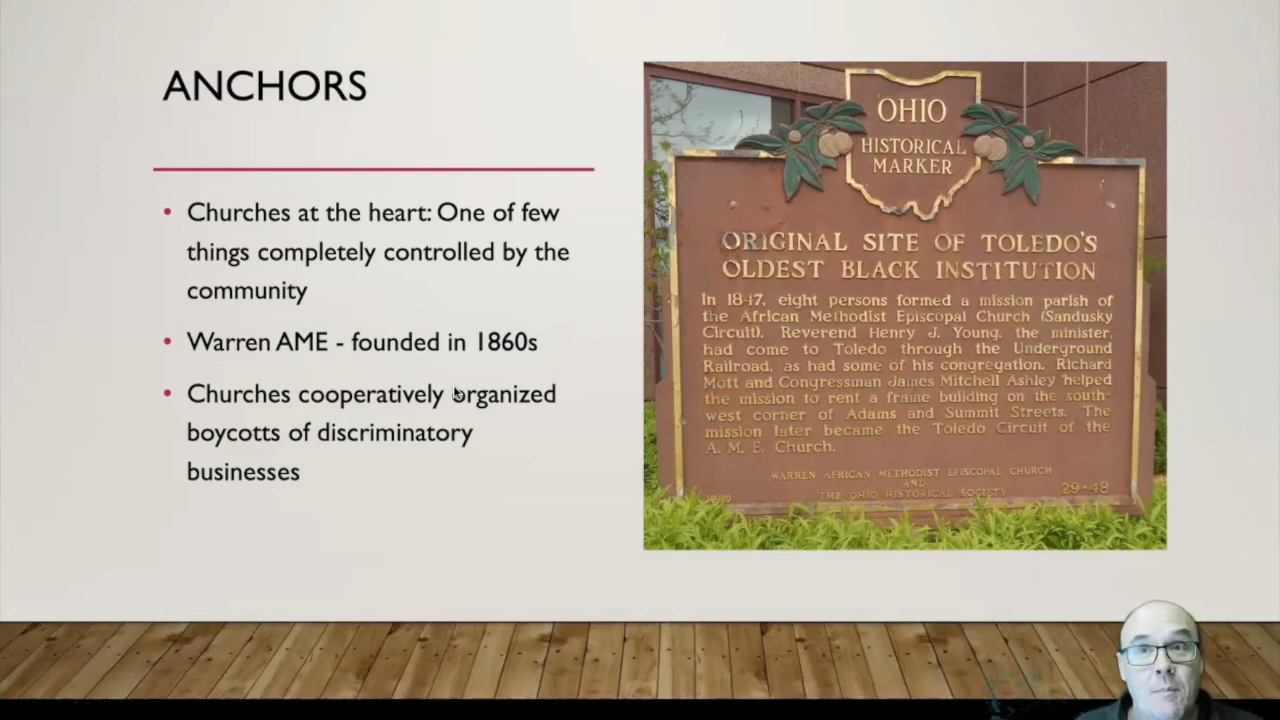 ANCHORS
• Churches at the heart: One of few
things completely controlled by the
community
• Warren AME - founded in 1860s
• Churches cooperatively organized
boycotts of discriminatory
businesses
OHIO
HISTORICAL
MARKER
ORIGINAL SITE OF TOLEDO'S
OLDEST BLACK INSTITUTION
In 1847, eight persons formed a mission parish of
the African Methodist Episcopal Church (Sandusky
Circuit). Reverend Henry J. Young, the minister,
had come to Toledo through the Underground
Railroad, as had some of his congregation. Richard
Mott and Congressman James Mitchell Ashley helped
the mission to rent a frame building on the south-
west corner of Adams and Summit Streets. The
mission later became the Toledo Circuit of the
A. M. E. Church.
WARREN AFRICAN METHODIST EPISCOPAL CHURCH
AND
THE OHIO HISTORICAL SOCIETY
29-48